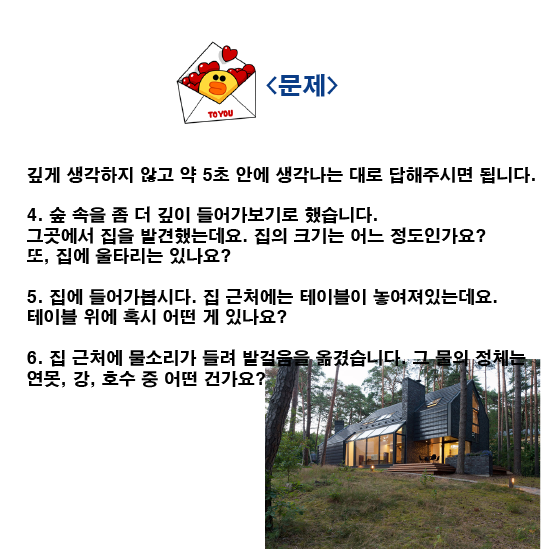 TO YOU
<문제>
깊게 생각하지 않고 약 5초 안에 생각나는 대로 답해주시면 됩니다.
4. 숲 속을 좀 더 깊이 들어가보기로 했습니다.
그곳에서 집을 발견했는데요. 집의 크기는 어느 정도인가요?
또, 집에 울타리는 있나요?
5. 집에 들어가봅시다. 집 근처에는 테이블이 놓여져있는데요.
테이블 위에 혹시 어떤 게 있나요?
6. 집 근처에 물소리가 들려 발걸음을 옮겼습니다. 그 물의 정체는
연못, 강, 호수 중 어떤 건가요?